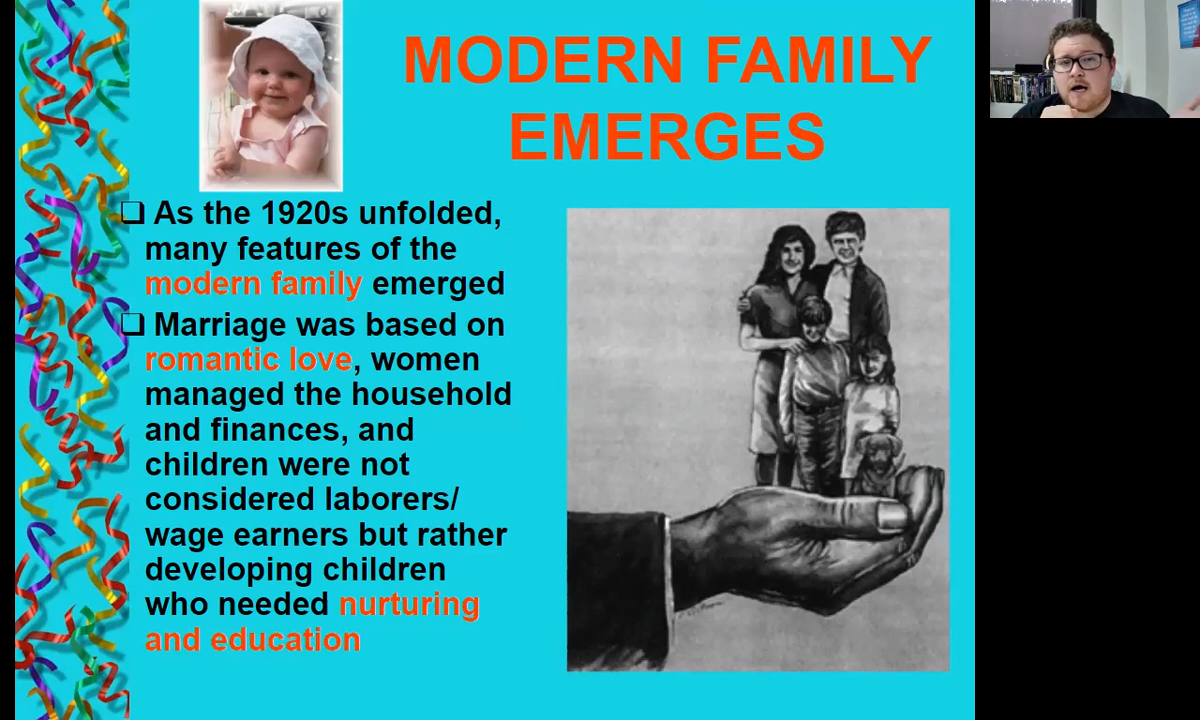 MODERN FAMILY
EMERGES
❑ As the 1920s unfolded,
many features of the
modern family emerged
❑ Marriage was based on
romantic love, women
managed the household
and finances, and
children were not
considered laborers/
wage earners but rather
developing children
who needed nurturing
and education